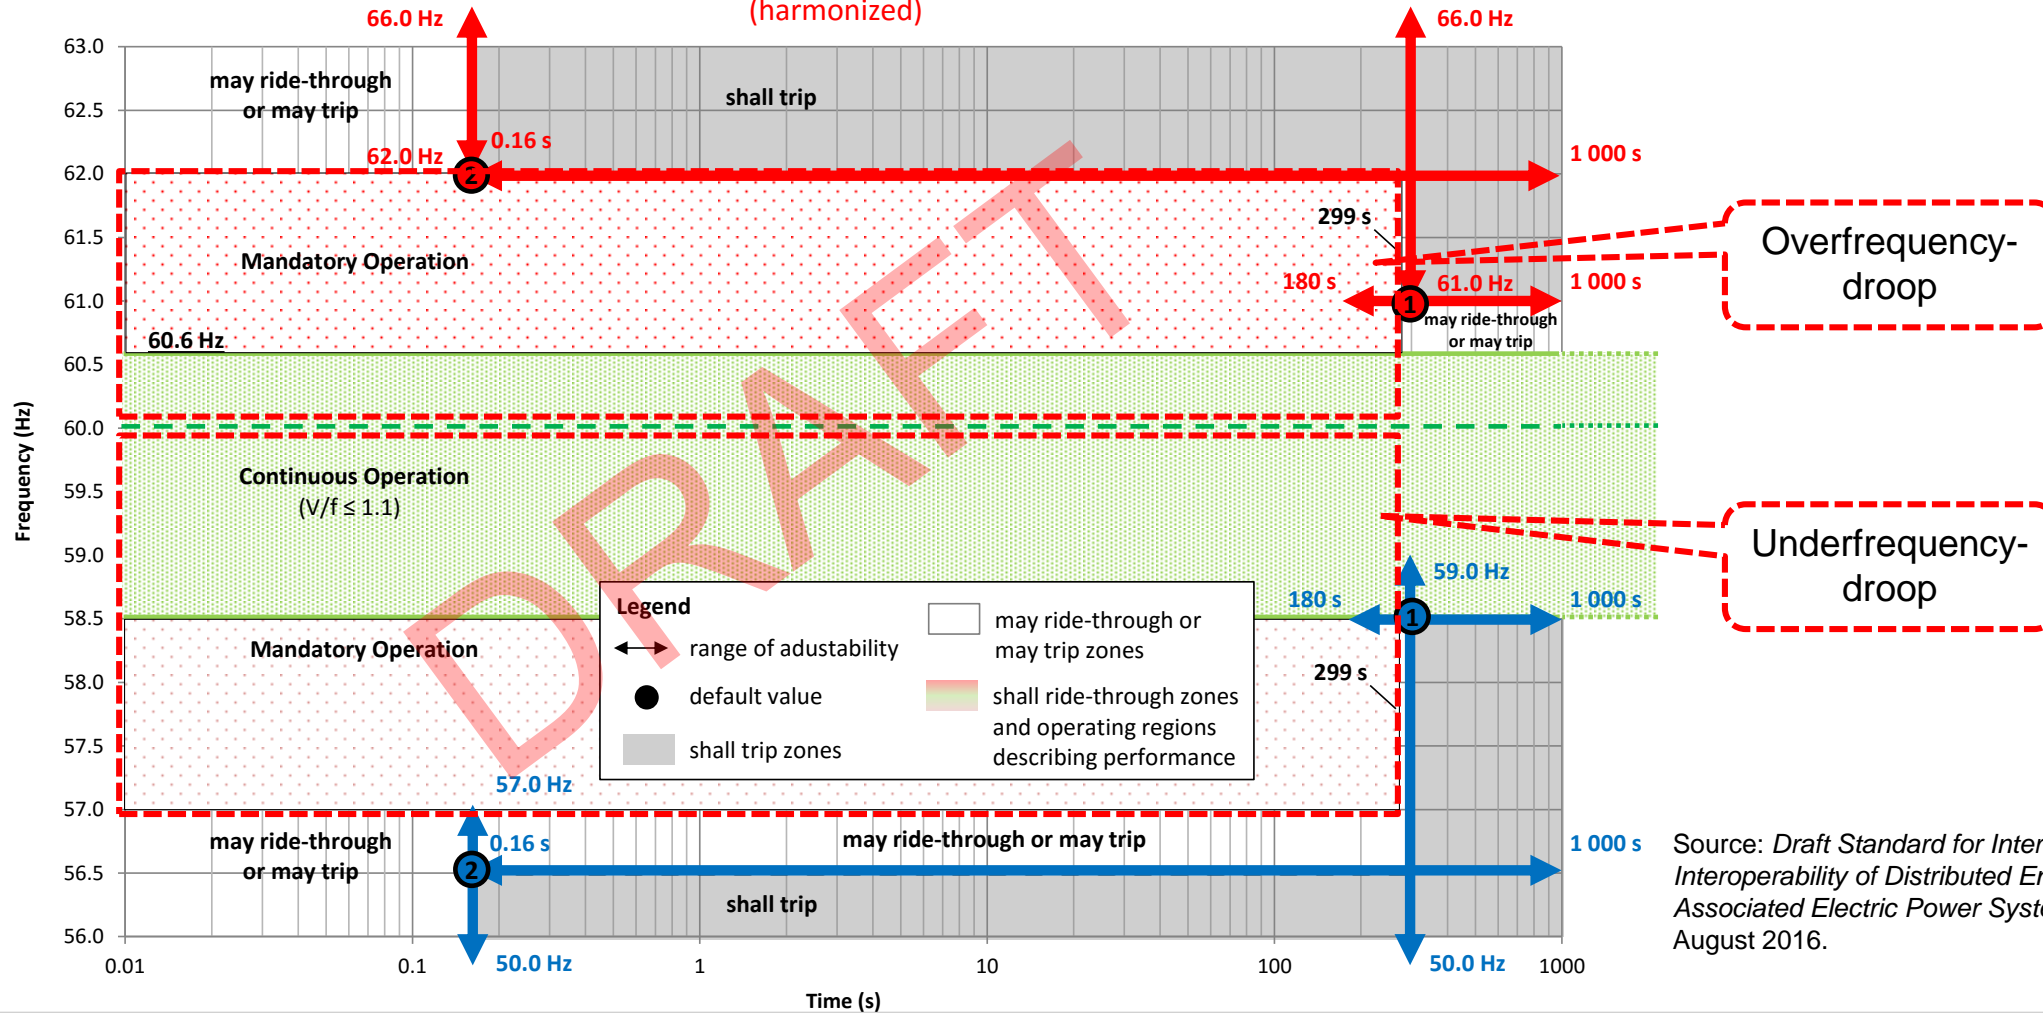 (harmonized)
66.0 Hz
66.0 Hz
63.0
62.5
62.0
61.5
61.0
60.5
60.0
59.5
59.0
58.5
58.0
57.5
57.0
56.5
56.0
Frequency (Hz)
may ride-through
or may trip
shall trip
0.16 s
62.0 Hz
2
1 000 s
299 s
Mandatory Operation
180 s
61.0 Hz
1 000 s
1
may ride-through
or may trip
60.6 Hz
Overfrequency-
droop
Continuous Operation
(V/f ≤ 1.1)
Underfrequency-
droop
59.0 Hz
180 s
1 000 s
1
Mandatory Operation
299 s
Legend
range of adustability
default value
shall trip zones
may ride-through or
may trip zones
shall ride-through zones
and operating regions
describing performance
DRAFT
57.0 Hz
may ride-through
or may trip
0.16 s
2
may ride-through or may trip
1 000 s
shall trip
50.0 Hz
50.0 Hz
0.01
0.1
1
10
100
1000
Time (s)
Source: Draft Standard for
Interoperability of Distributed
Associated Electric Power
August 2016.